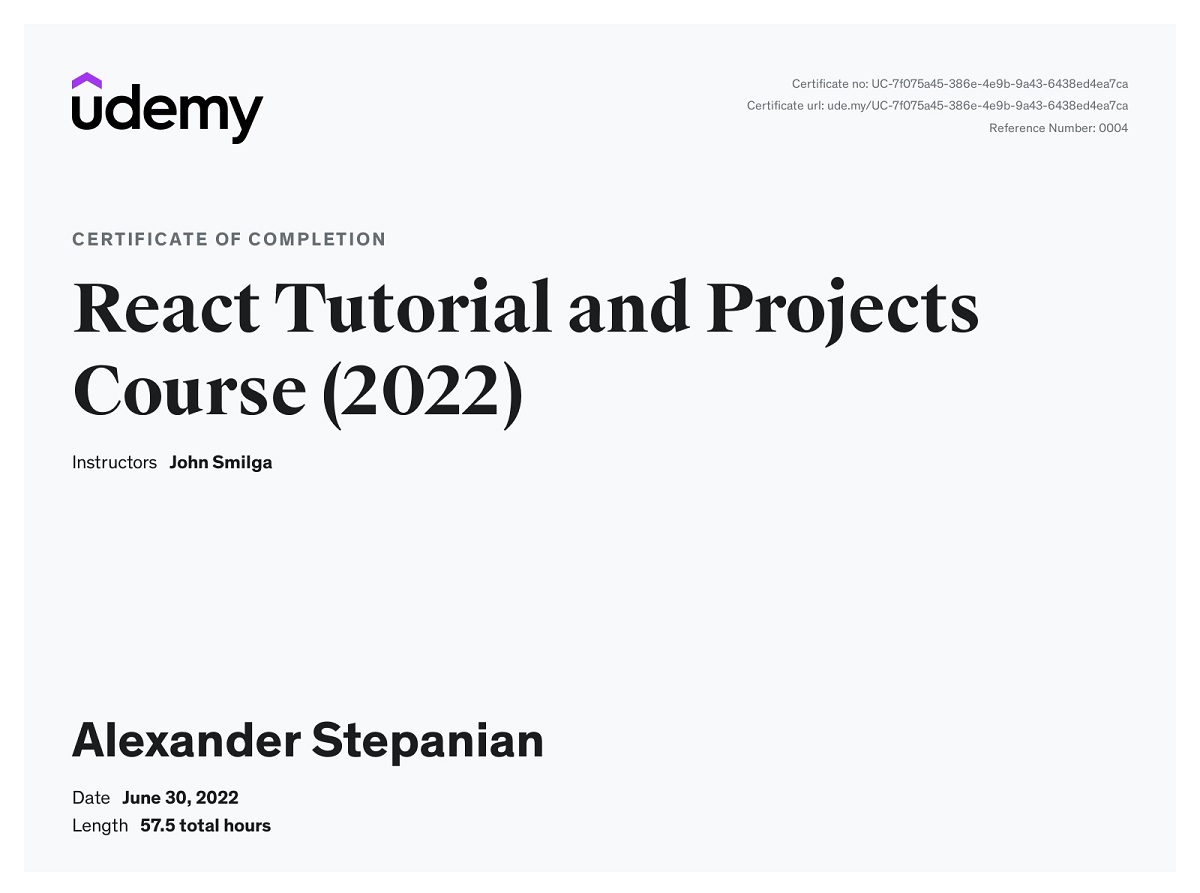 udemy
Certificate no: UC-7f075a45-386e-4e9b-9a43-6438ed4ea7ca
Certificate url: ude.my/UC-7f075a45-386e-4e9b-9a43-6438ed4ea7ca
Reference Number: 0004
CERTIFICATE OF COMPLETION
React Tutorial and Projects
Course (2022)
Instructors John Smilga
Alexander Stepanian
Date June 30, 2022
Length 57.5 total hours